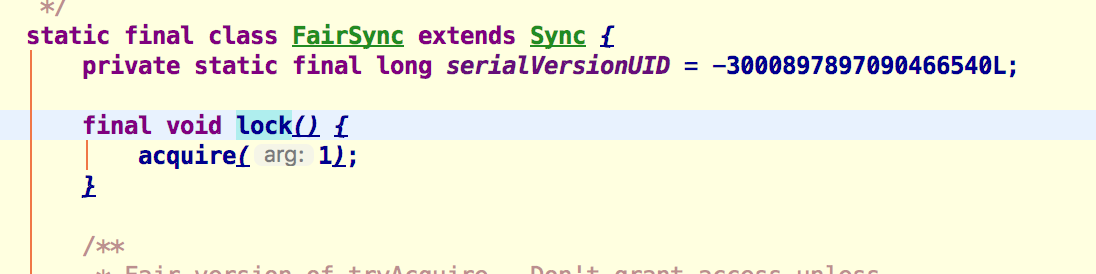 */
static final class FairSync extends Sync {
private static final long serialVersionUID = -3000897897090466540L;
final void lock() {
acquire( arg: 1);
}
/**
* Fair version of tryAcquire. Don't grant access unless